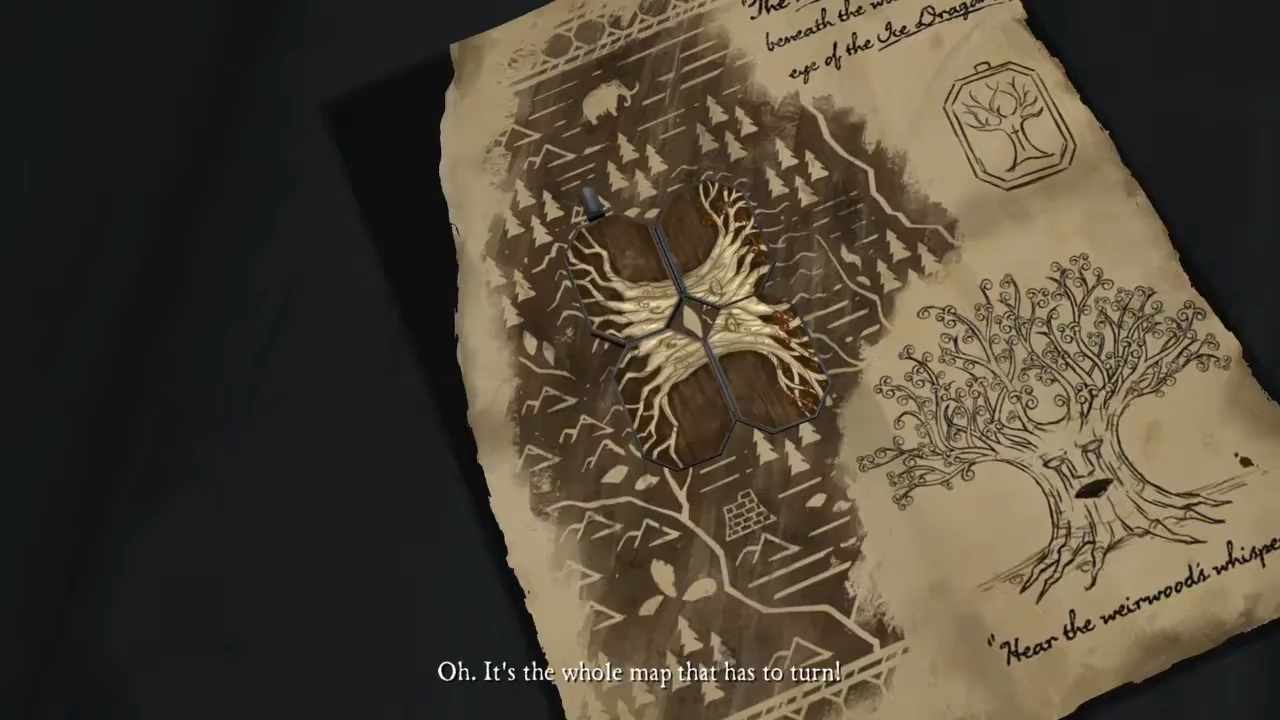 "The
beneath the
eye of the Ice Dragon
"Hear the weirwood's whispe
Oh. It's the whole map that has to turn!